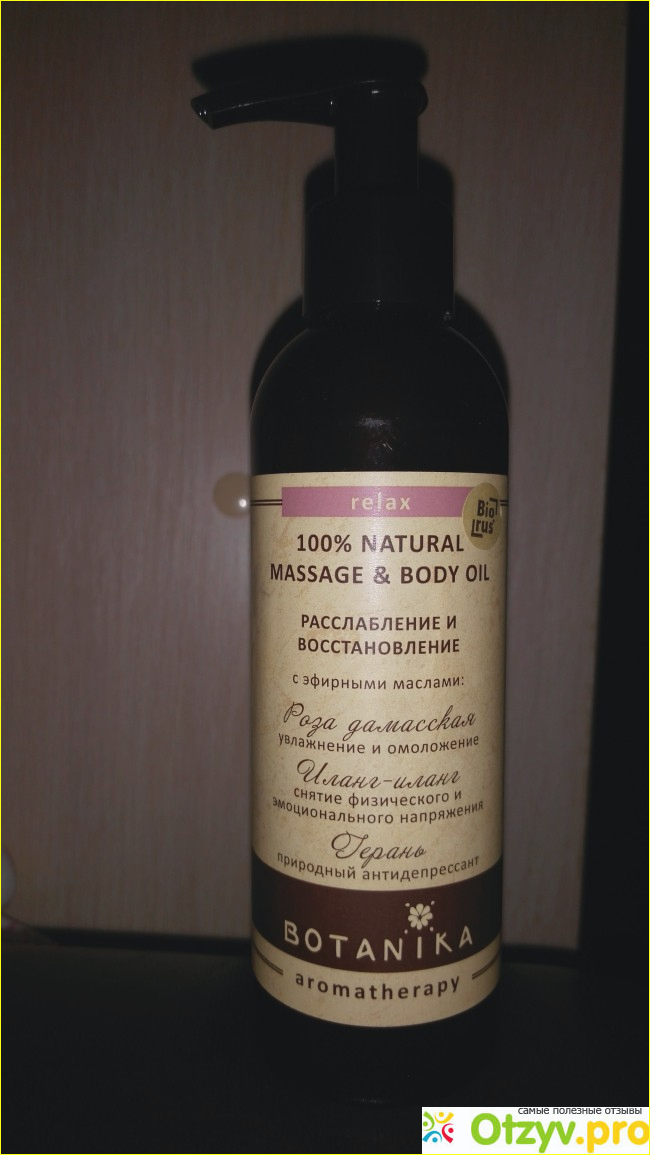 relax
Bio
rus
100% NATURAL
MASSAGE & BODY OIL
РАССЛАБЛЕНИЕ И
ВОССТАНОВЛЕНИЕ
с эфирными маслами:
Роза дамасская
увлажнение и омоложение
Иланг-иланг
снятие физического и
эмоционального напряжения
Герань
природный антидепрессант
BOTANIKA
aromatherapy
самые полезные отзывы
Otzyv.pro